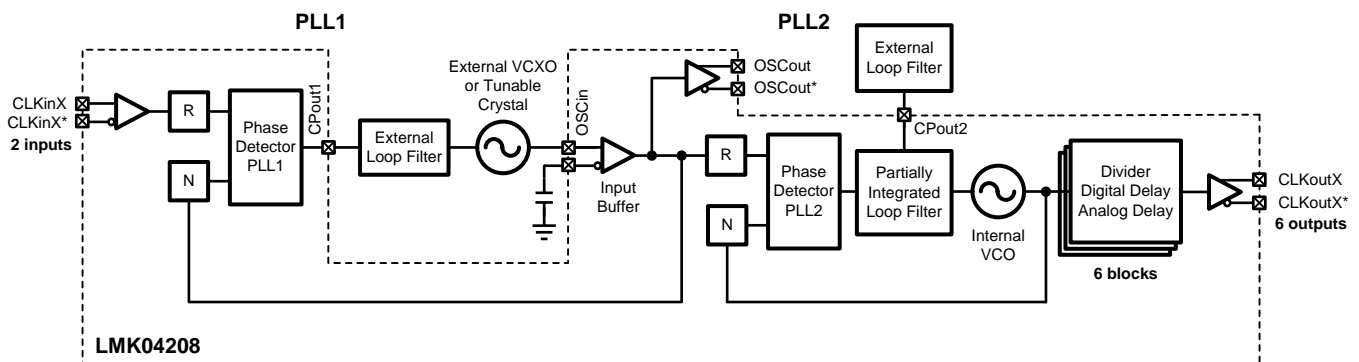 PLL1
PLL2
External
Loop Filter
OSCout
OSCout*
CPout2
External VCXO
or Tunable
Crystal
CLKinX
CLKinX*
2 inputs
R
N
Phase
Detector
PLL1
CPout1
External
Loop Filter
OSCin
Input
Buffer
R
N
Phase
Detector
PLL2
Partially
Integrated
Loop Filter
Internal
VCO
Divider
Digital Delay
Analog Delay
6 blocks
CLKoutX
CLKoutX*
6 outputs
LMK04208